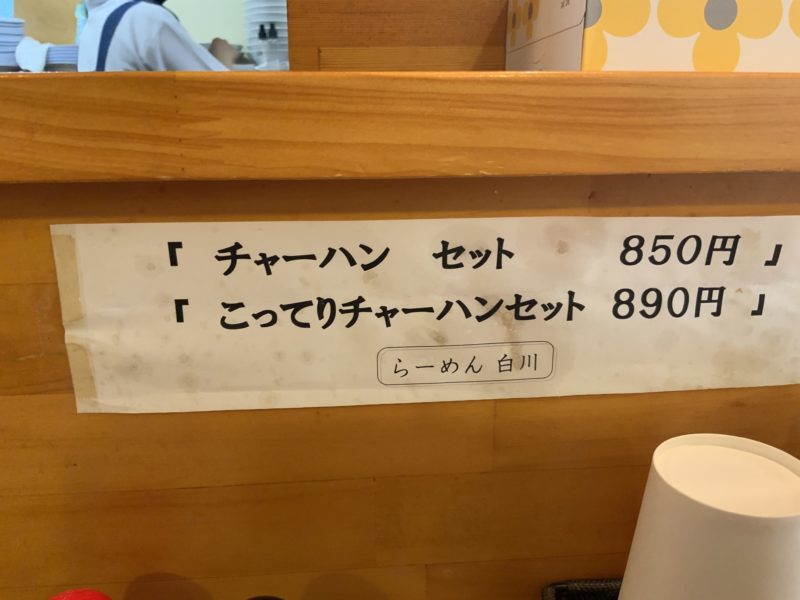 『 チャーハン セット 850円 』
『 こってりチャーハンセット 890円 』
らーめん 白川